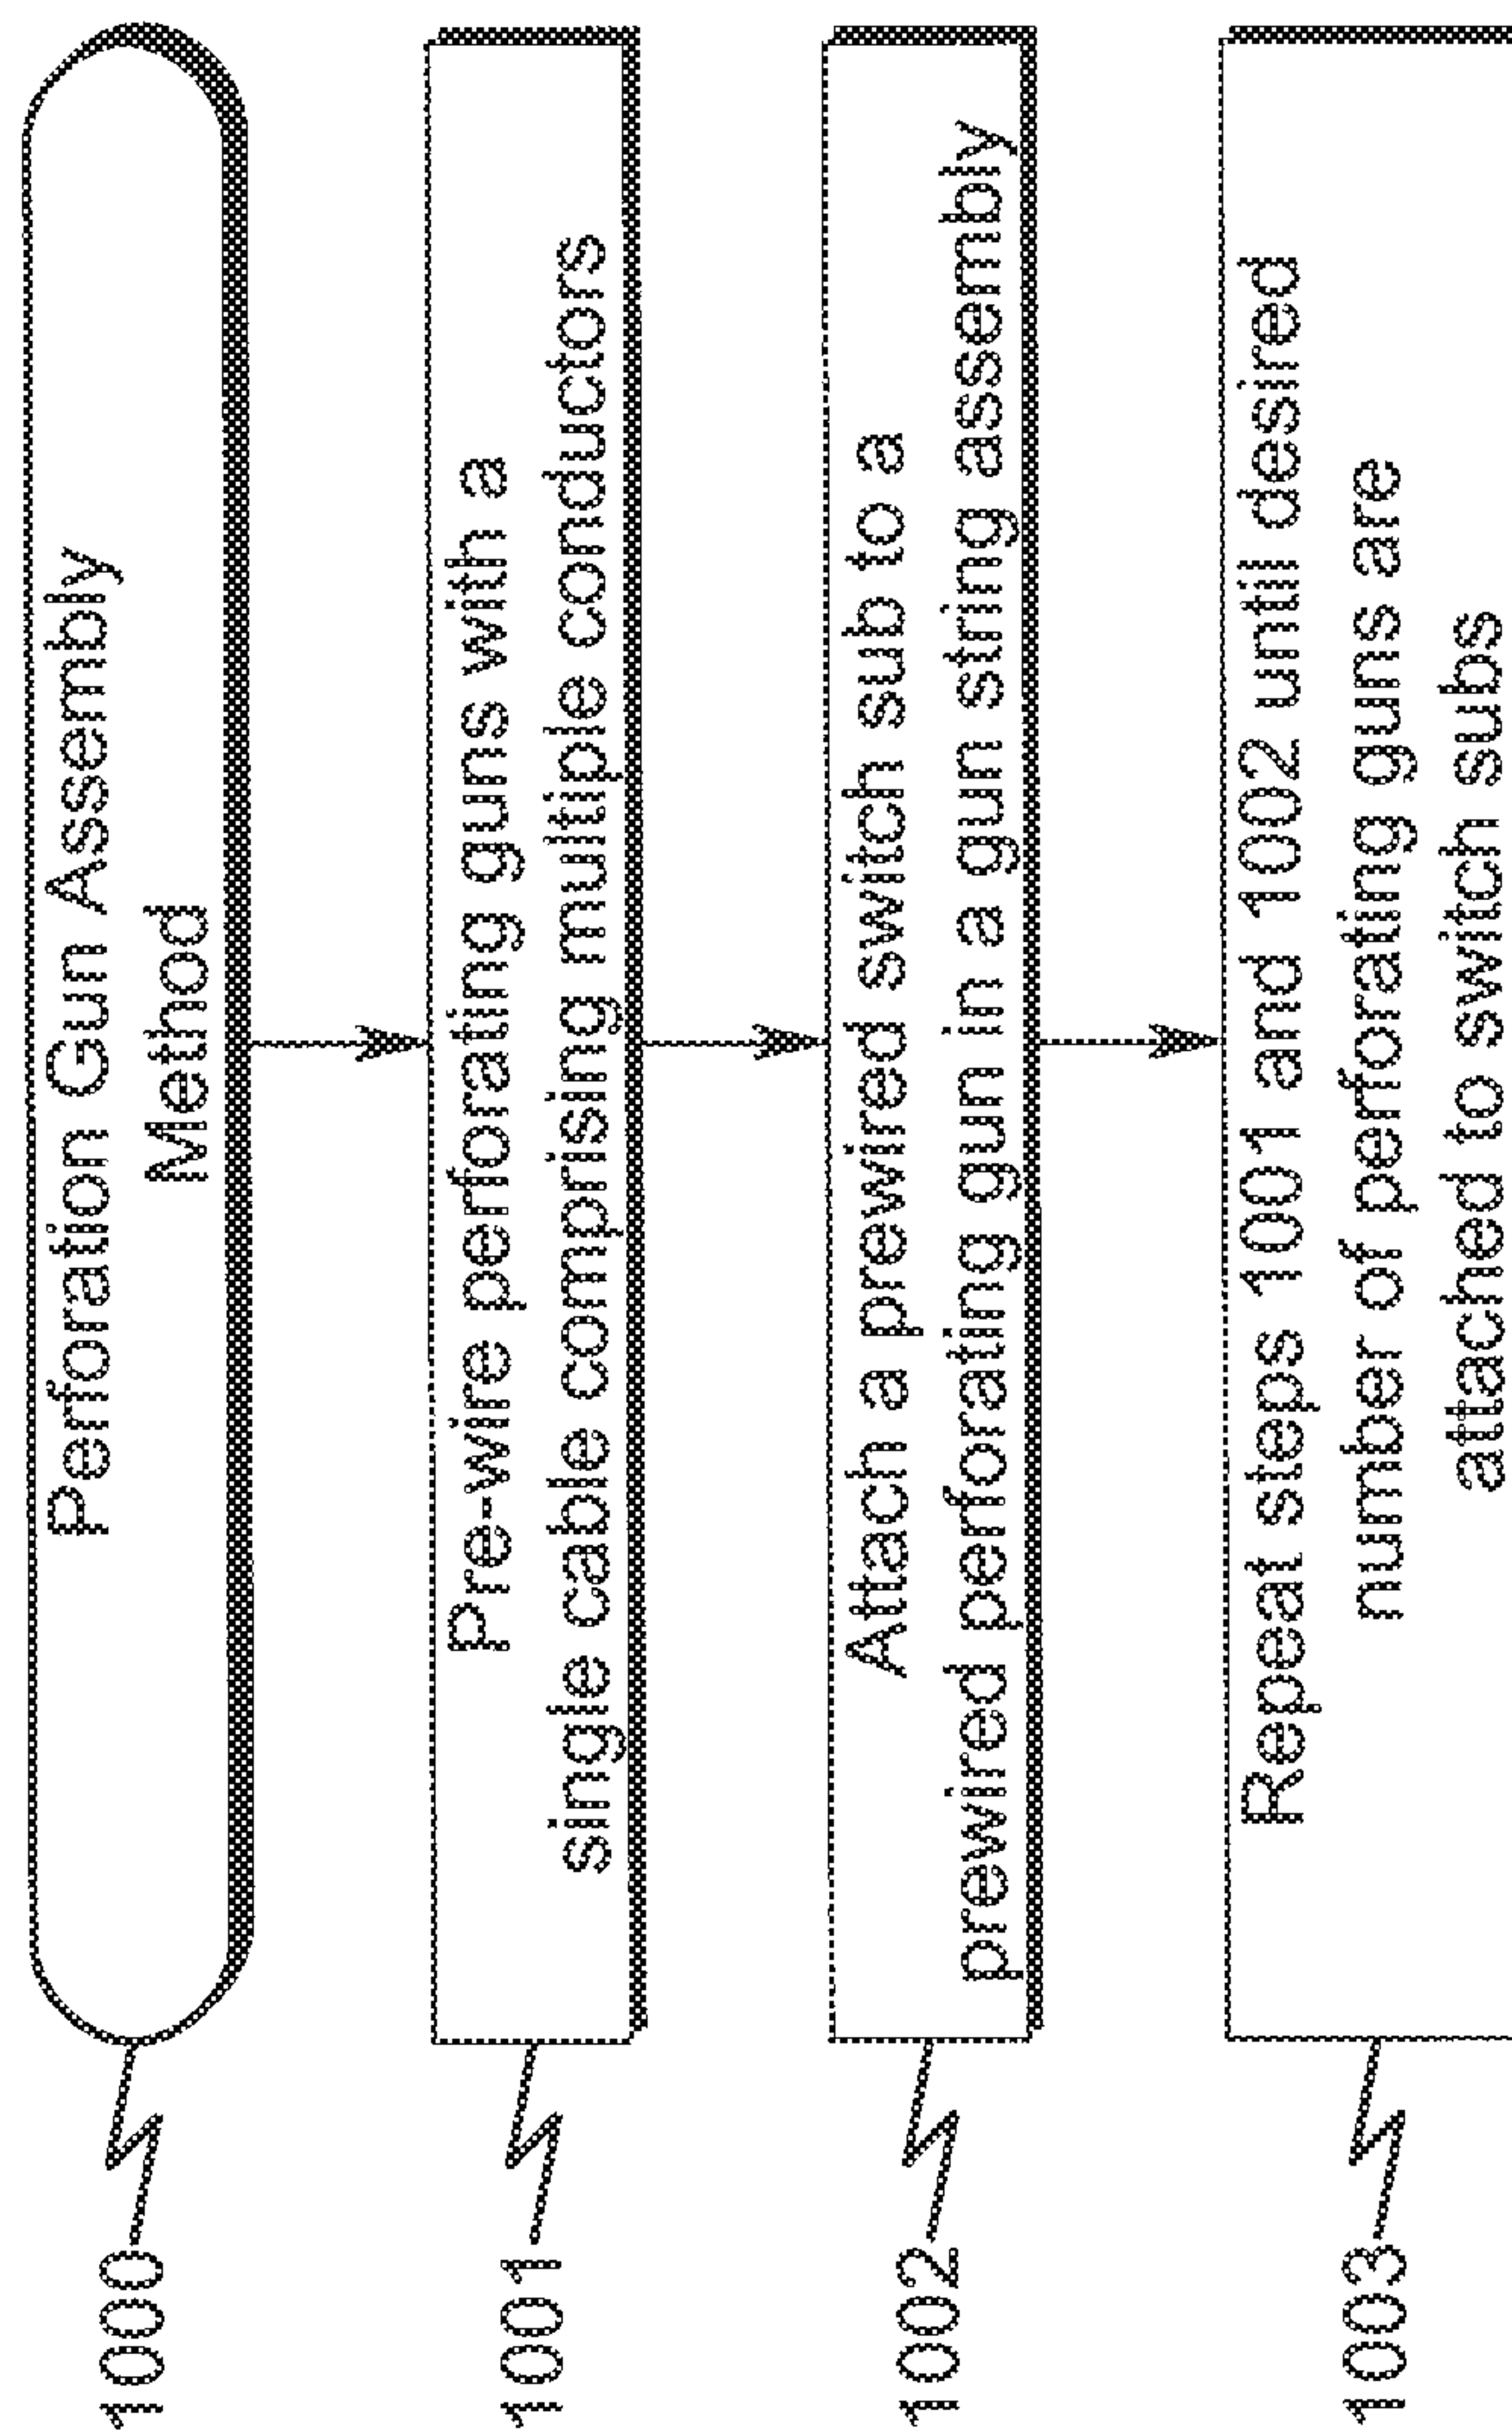 1000
Perforation Gun Assembly
Method
1001
Pre-wire perforating guns with a
single cable comprising multiple conductors
1002
Attach a prewired switch sub to a
prewired perforating gun in a gun string assembly
1003
Repeat steps 1001 and 1002 until desired
number of perforating guns are
attached to switch subs